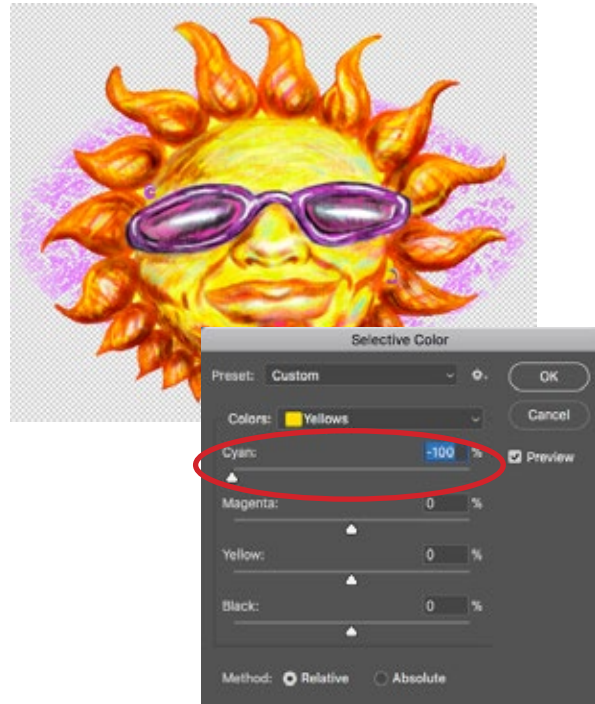 Selective Color
Preset: Custom
OK
Colors: Yellows
Cancel
Cyan: -100 %
Preview
Magenta: 0 %
Yellow: 0 %
Black: 0 %
Method: Relative Absolute